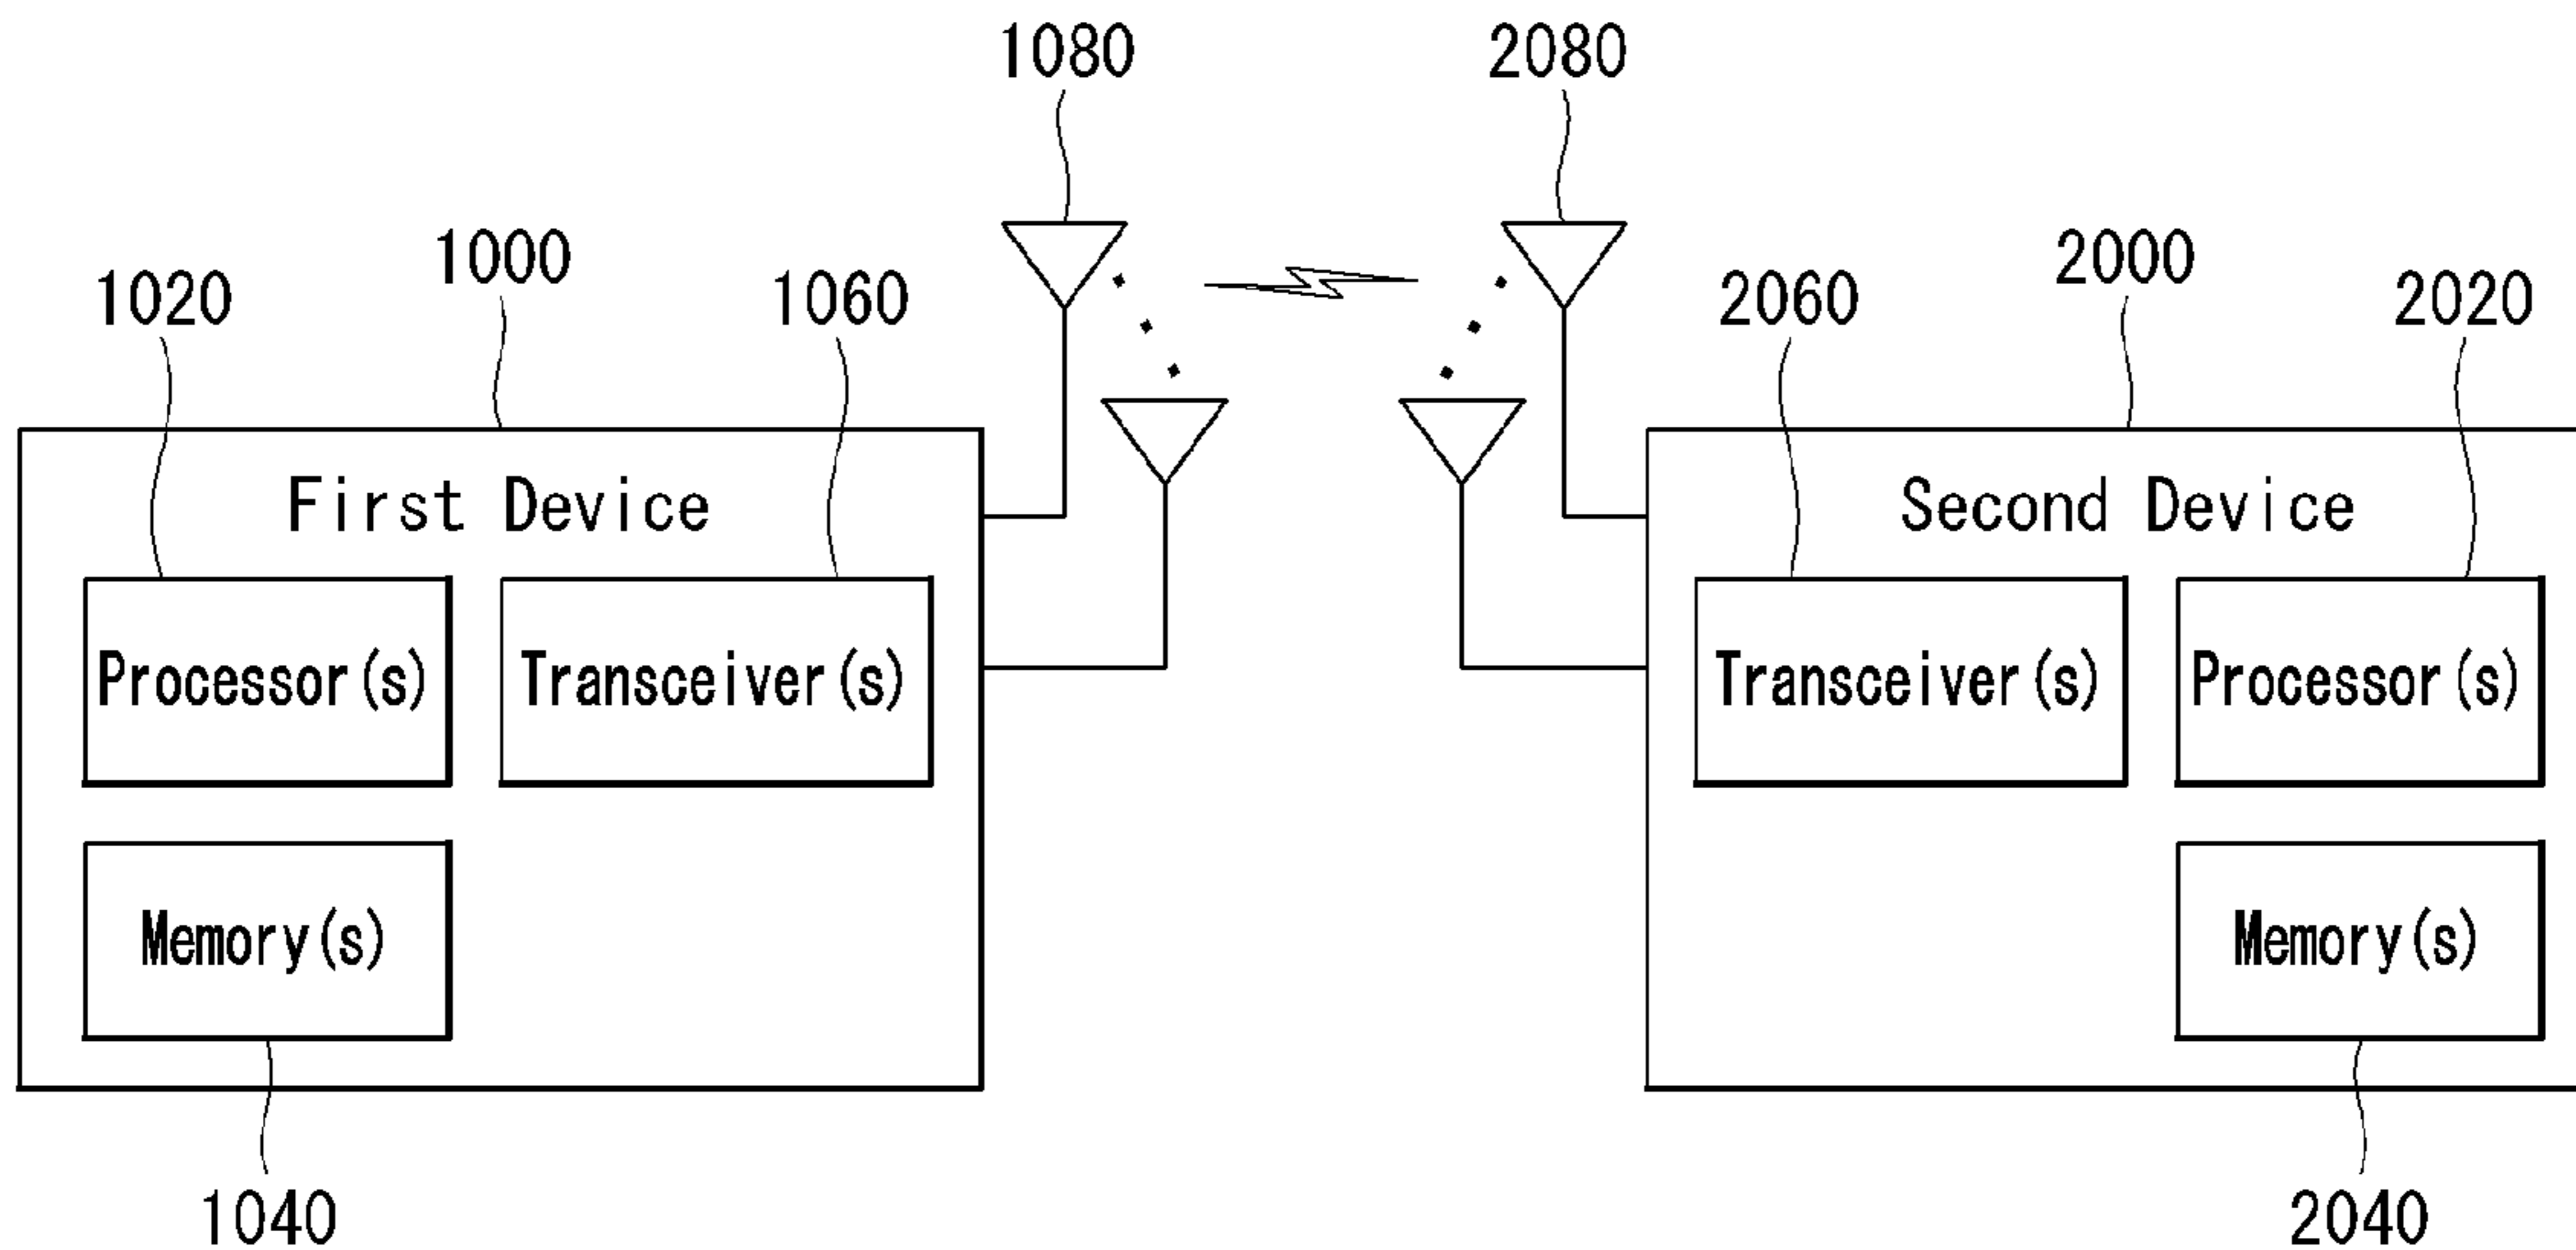 1080
2080
1000
2000
1020
1060
2060
2020
First Device
Second Device
Processor(s)
Transceiver(s)
Transceiver(s)
Processor(s)
Memory(s)
Memory(s)
1040
2040